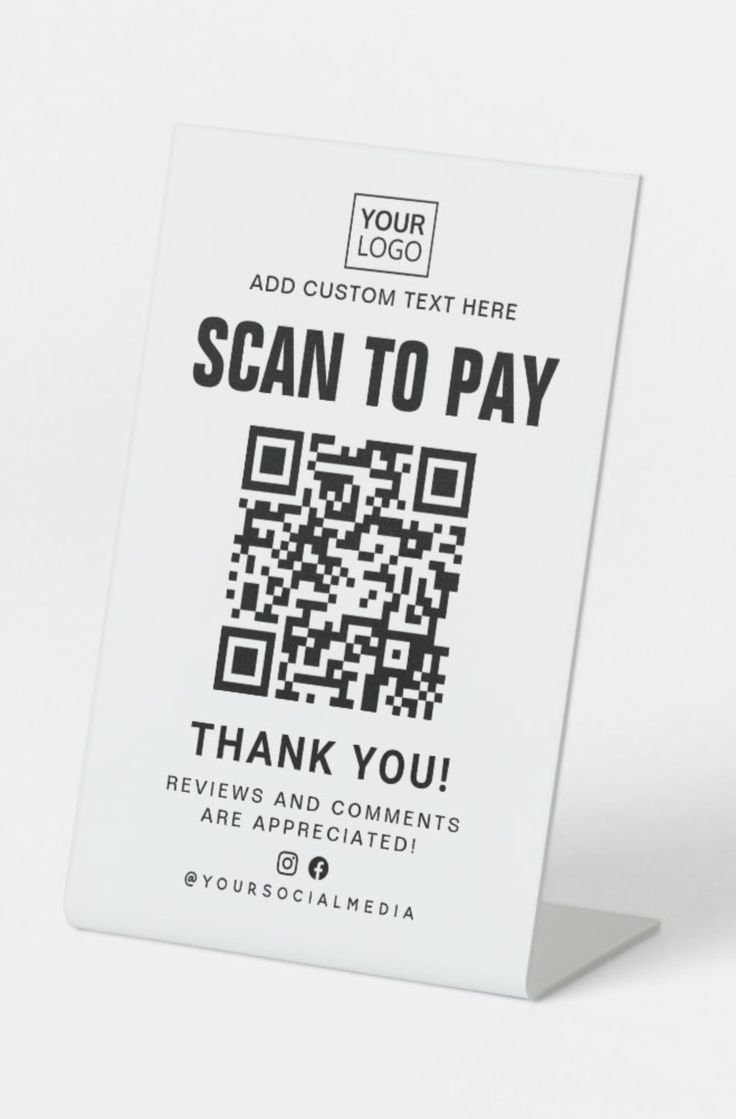 YOUR
LOGO
ADD CUSTOM TEXT HERE
SCAN TO PAY
THANK YOU!
REVIEWS AND COMMENTS
ARE APPRECIATED!
@YOURSOCIALMEDIA